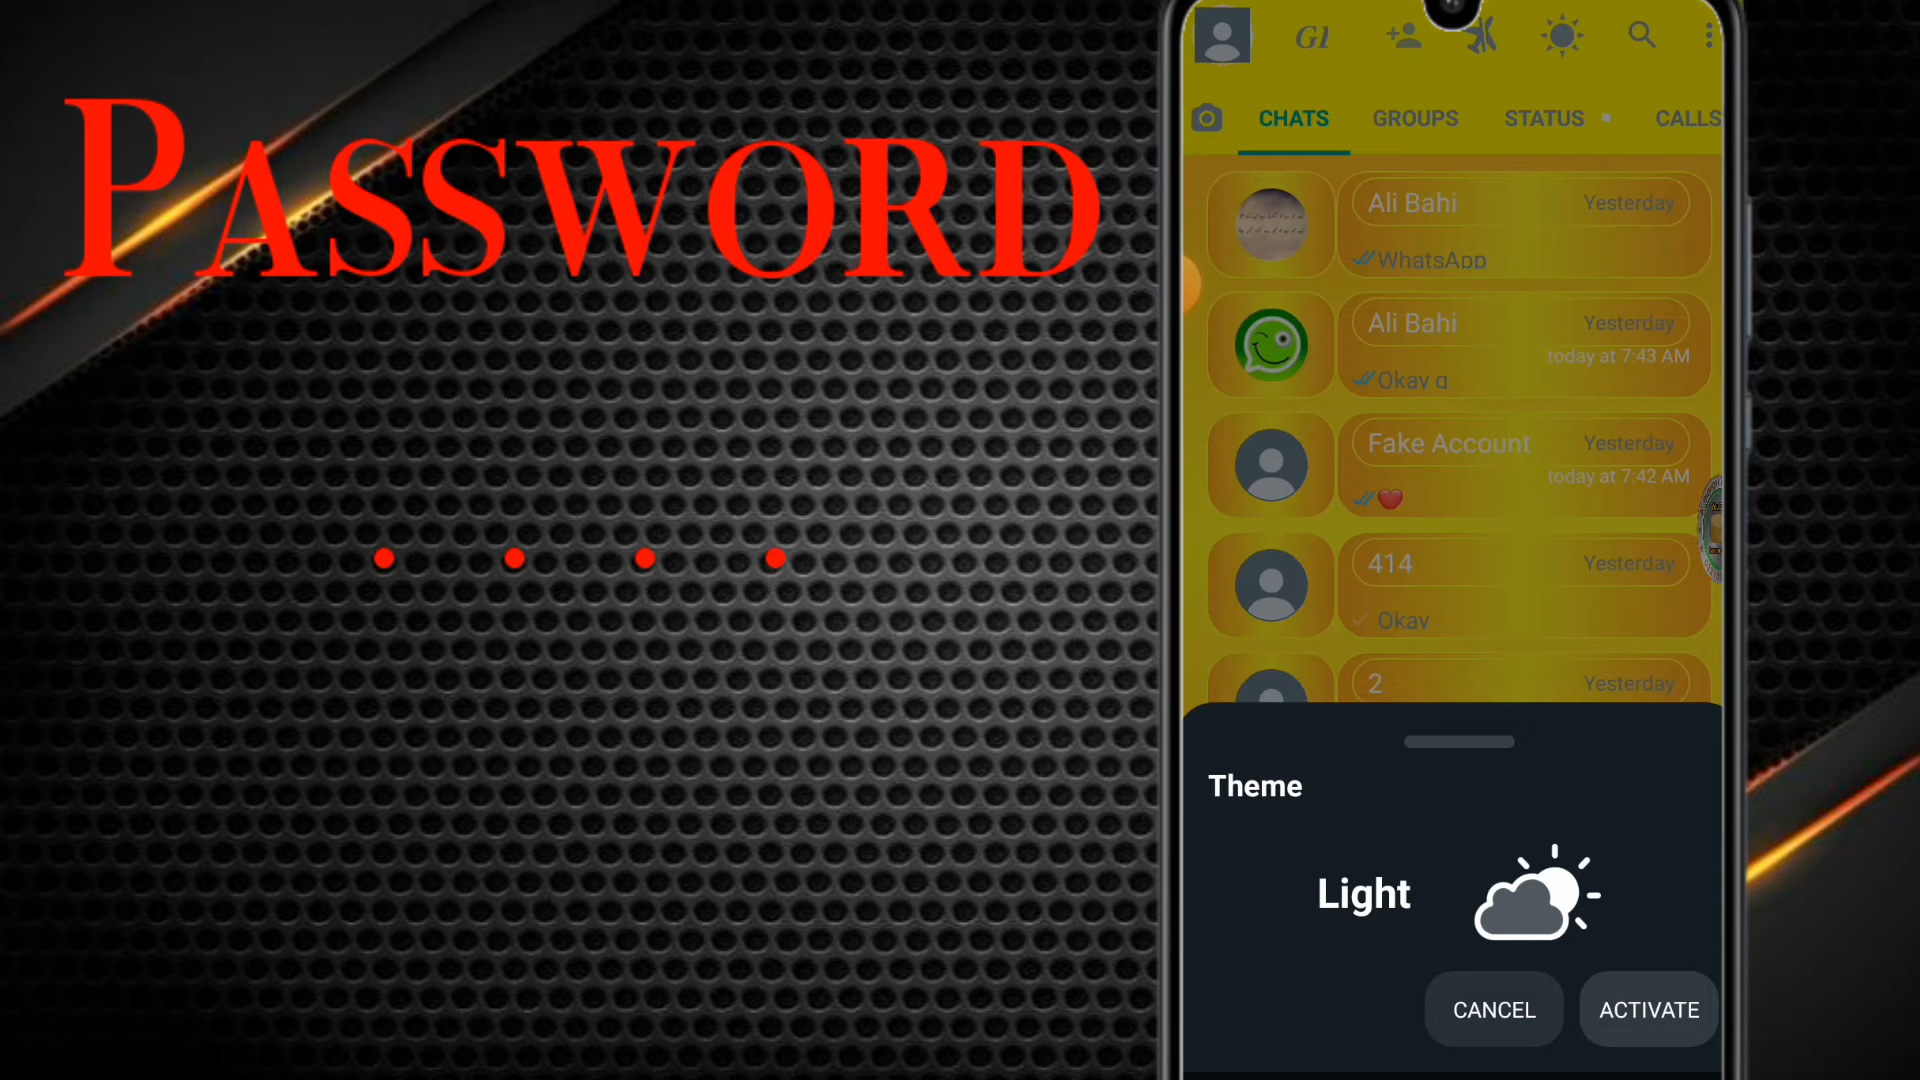 PASSWORD
CHATS GROUPS STATUS CALLS
Ali Bahi Yesterday
WhatsApp
Ali Bahi Yesterday
today at 7:43 AM
Okay g
Fake Account Yesterday
today at 7:42 AM
414 Yesterday
Okay
2 Yesterday
Theme
Light
CANCEL ACTIVATE